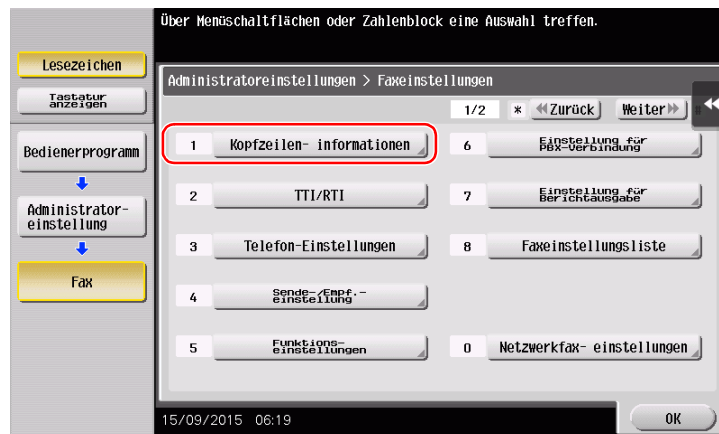 Über Menüschaltflächen oder Zahlenblock eine Auswahl treffen.
Lesezeichen
Tastatur
anzeigen
Bedienerprogramm
Administrator-
einstellung
Fax
Administratoreinstellungen > Faxeinstellungen
1/2 * Zurück Weiter
1 Kopfzeilen- informationen
2 TTI/RTI
3 Telefon-Einstellungen
4 Sende-/Empf.-
einstellung
5 Funktions-
einstellungen
6 Einstellung für
PBX-Verbindung
7 Einstellung für
Berichtausgabe
8 Faxeinstellungsliste
0 Netzwerkfax- einstellungen
15/09/2015 06:19
OK